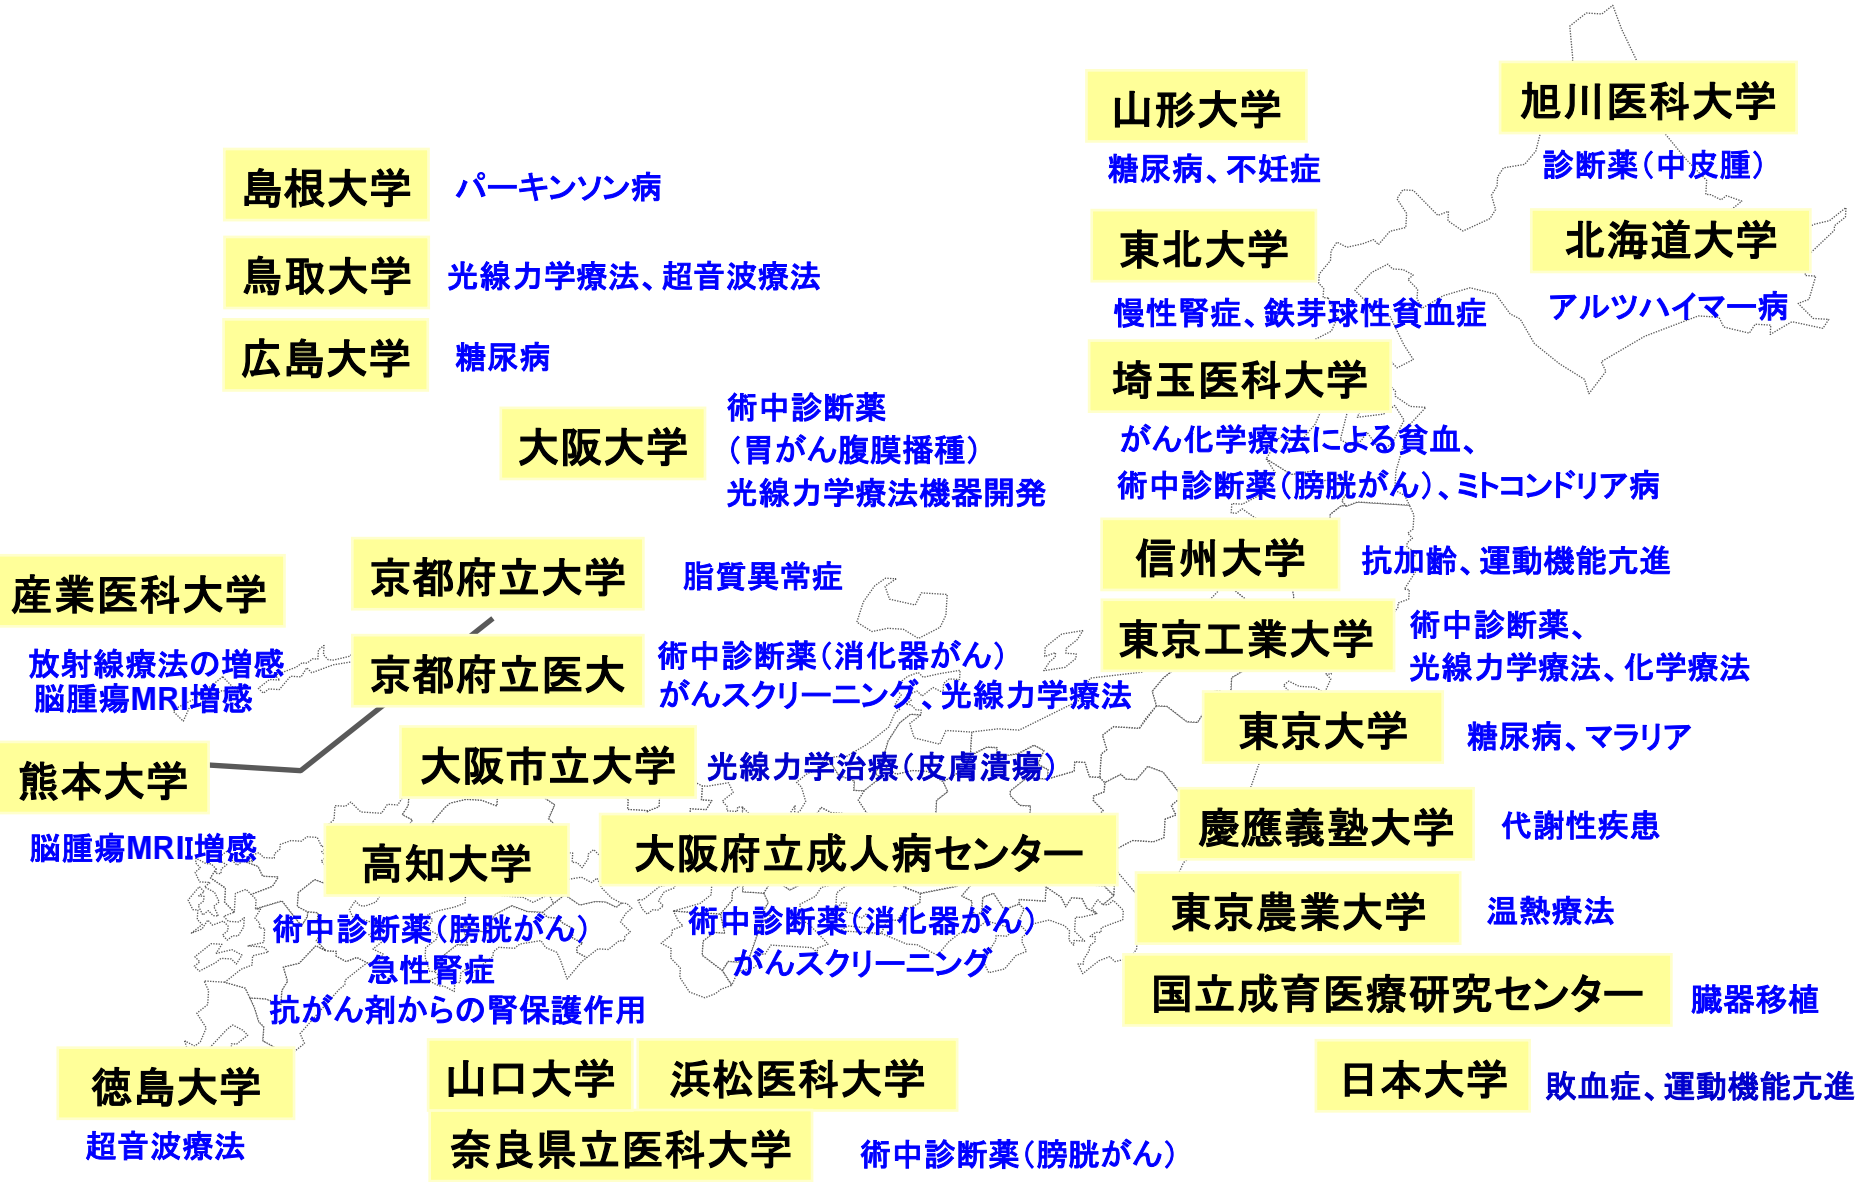 山形大学
糖尿病、不妊症
旭川医科大学
診断薬（中皮腫）
島根大学
パーキンソン病
東北大学
慢性腎症、鉄芽球性貧血症
北海道大学
アルツハイマー病
鳥取大学
光線力学療法、超音波療法
広島大学
糖尿病
埼玉医科大学
がん化学療法による貧血、
術中診断薬（膀胱がん）、ミトコンドリア病
大阪大学
術中診断薬
（胃がん腹膜播種）
光線力学療法機器開発
信州大学
抗加齢、運動機能亢進
京都府立大学
脂質異常症
産業医科大学
放射線療法の増感
脳腫瘍MRI増感
東京工業大学
術中診断薬、
光線力学療法、化学療法
京都府立医大
術中診断薬（消化器がん）
がんスクリーニング、光線力学療法
東京大学
糖尿病、マラリア
大阪市立大学
光線力学治療（皮膚潰瘍）
熊本大学
脳腫瘍MRII増感
慶應義塾大学
代謝性疾患
高知大学
術中診断薬（膀胱がん）
急性腎症
抗がん剤からの腎保護作用
大阪府立成人病センター
術中診断薬（消化器がん）
がんスクリーニング
東京農業大学
温熱療法
国立成育医療研究センター
臓器移植
徳島大学
超音波療法
山口大学
浜松医科大学
奈良県立医科大学
術中診断薬（膀胱がん）
日本大学
敗血症、運動機能亢進